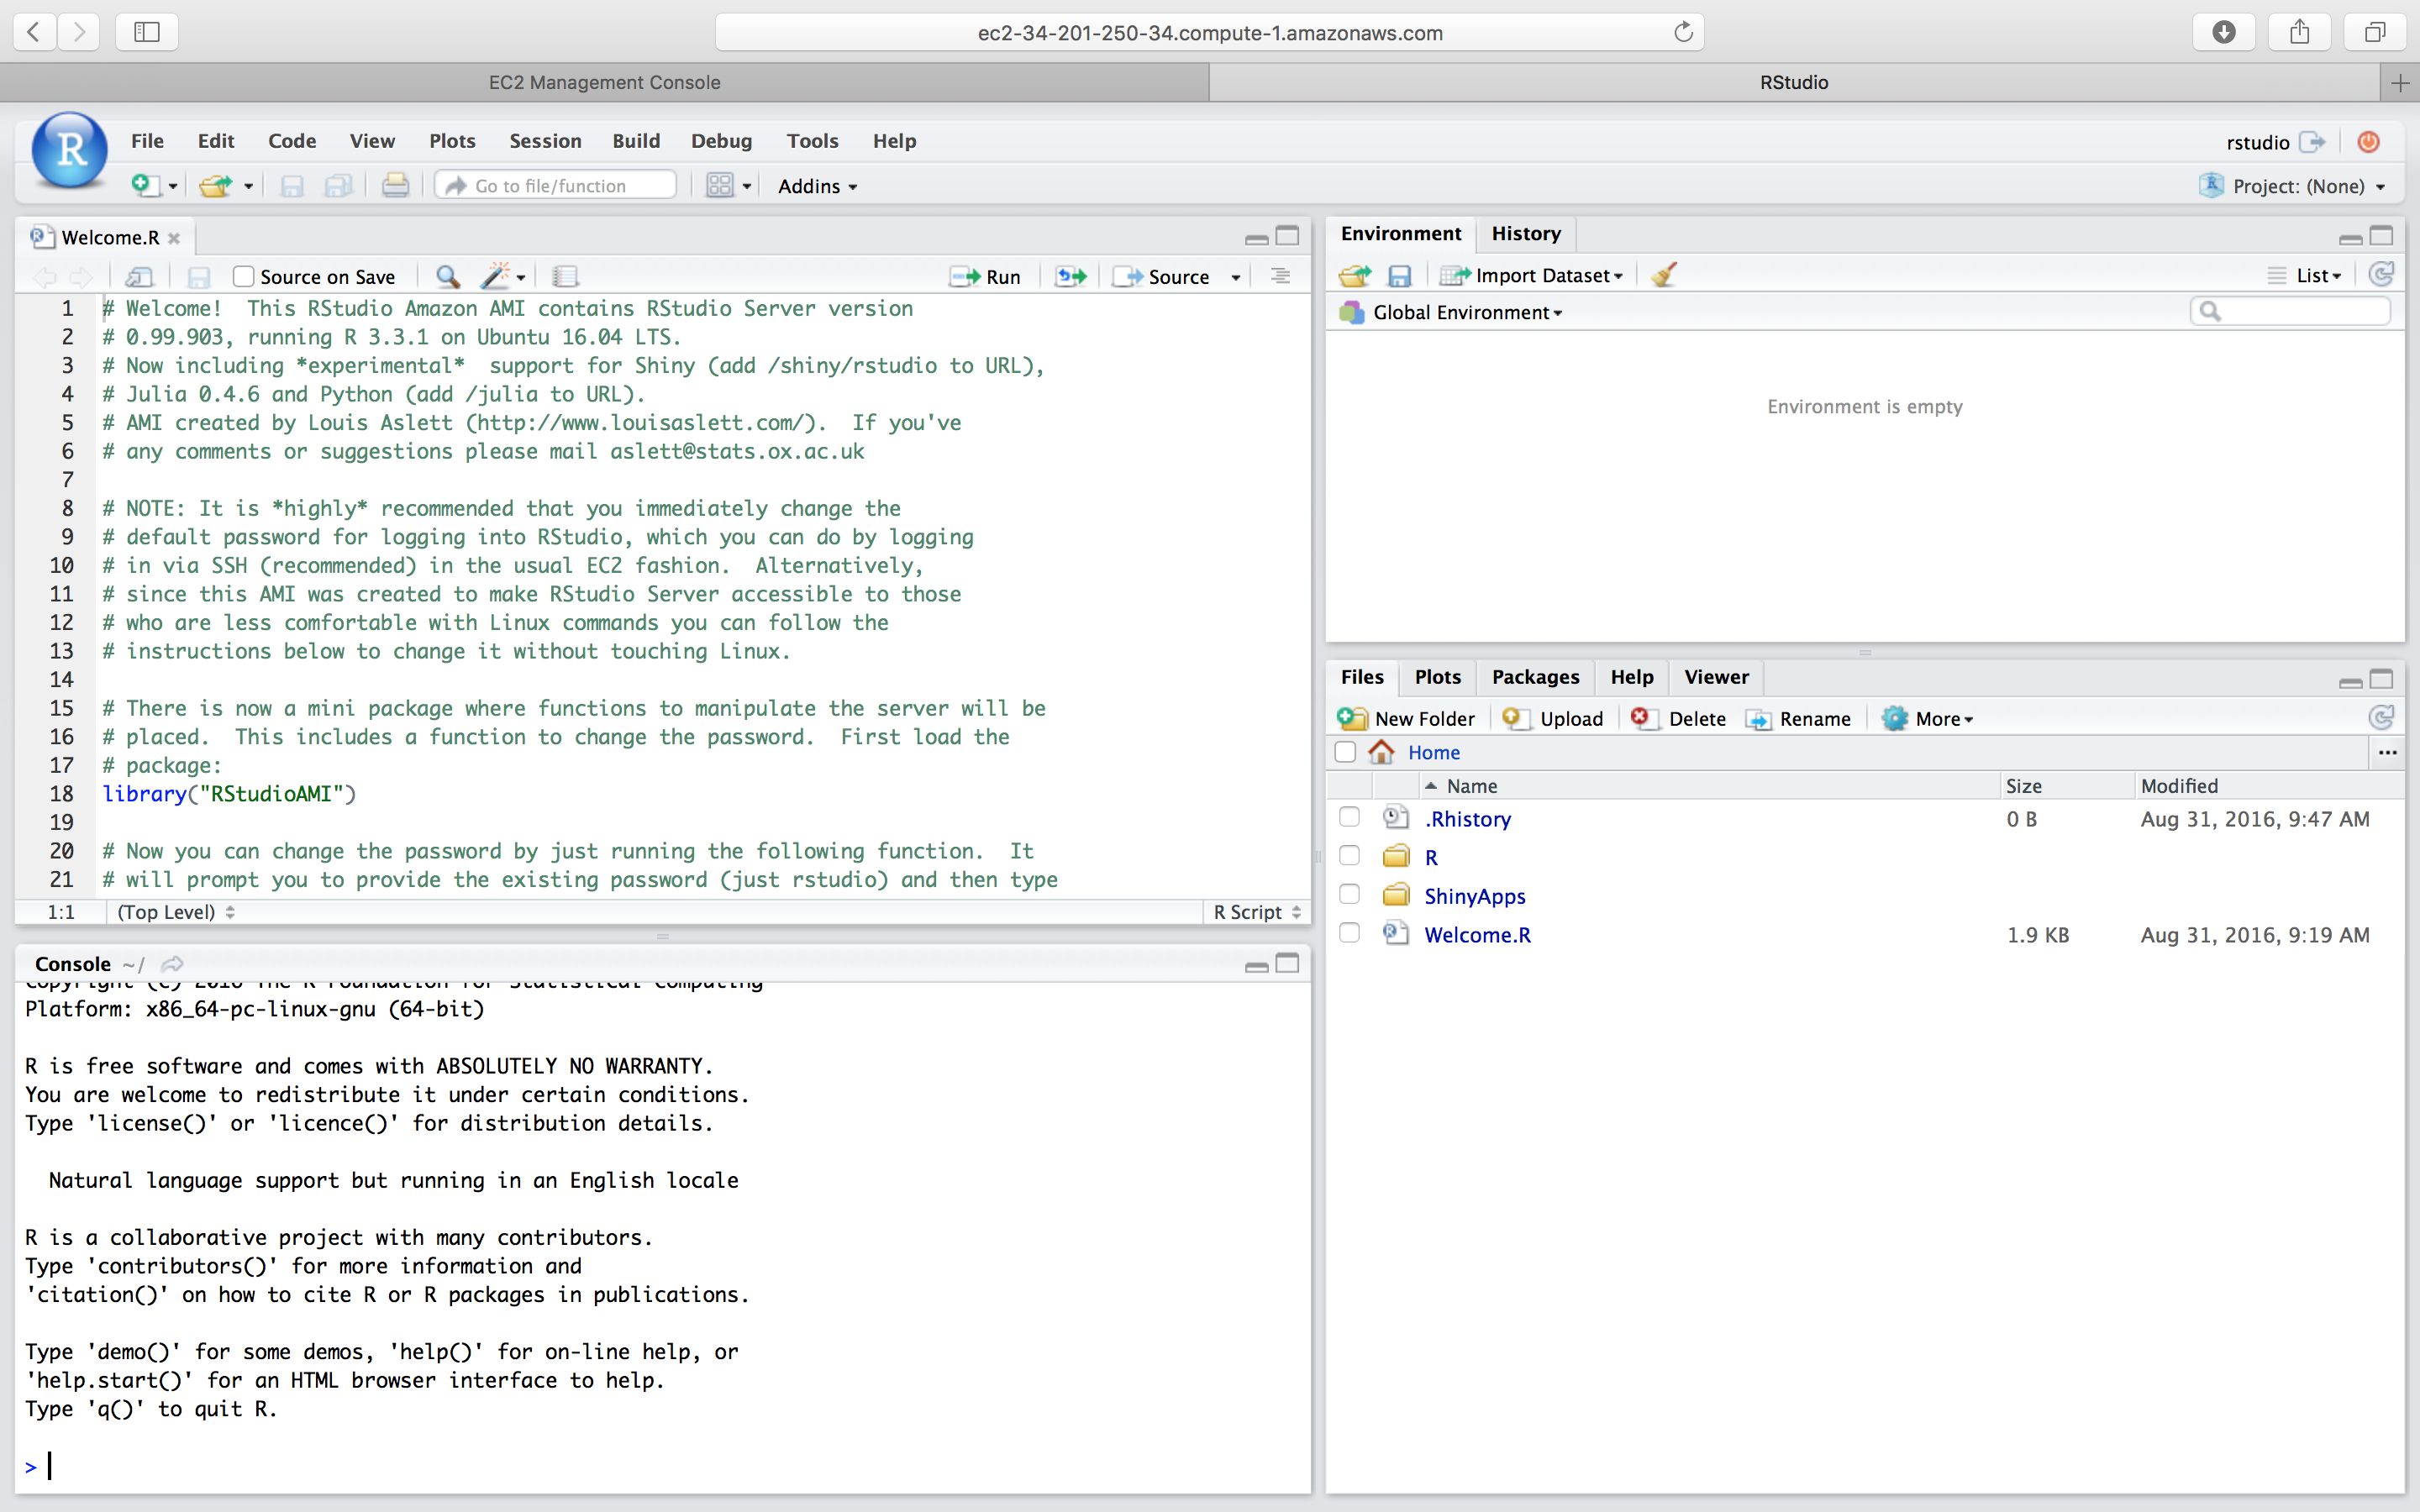 ec2-34-201-250-34.compute-1.amazonaws.com
EC2 Management Console
RStudio
R
File Edit Code View Plots Session Build Debug Tools Help
rstudio
Go to file/function
Addins
Project: (None)
Welcome.R
Source on Save
Run
Source
1 # Welcome!  This RStudio Amazon AMI contains RStudio Server version
2 # 0.99.903, running R 3.3.1 on Ubuntu 16.04 LTS.
3 # Now including *experimental*  support for Shiny (add /shiny/rstudio to URL),
4 # Julia 0.4.6 and Python (add /julia to URL).
5 # AMI created by Louis Aslett (http://www.louisaslett.com/).  If you've
6 # any comments or suggestions please mail aslett@stats.ox.ac.uk
7
8 # NOTE: It is *highly* recommended that you immediately change the
9 # default password for logging into RStudio, which you can do by logging
10 # in via SSH (recommended) in the usual EC2 fashion.  Alternatively,
11 # since this AMI was created to make RStudio Server accessible to those
12 # who are less comfortable with Linux commands you can follow the
13 # instructions below to change it without touching Linux.
14
15 # There is now a mini package where functions to manipulate the server will be
16 # placed.  This includes a function to change the password.  First load the
17 # package:
18 library("RStudioAMI")
19
20 # Now you can change the password by just running the following function.  It
21 # will prompt you to provide the existing password (just rstudio) and then type
1:1 (Top Level) R Script
Console ~/
Copyright (C) 2016 The R Foundation for Statistical Computing
Platform: x86_64-pc-linux-gnu (64-bit)
R is free software and comes with ABSOLUTELY NO WARRANTY.
You are welcome to redistribute it under certain conditions.
Type 'license()' or 'licence()' for distribution details.
Natural language support but running in an English locale
R is a collaborative project with many contributors.
Type 'contributors()' for more information and
'citation()' on how to cite R or R packages in publications.
Type 'demo()' for some demos, 'help()' for on-line help, or
'help.start()' for an HTML browser interface to help.
Type 'q()' to quit R.
>
Environment History
Import Dataset
List
Global Environment
Environment is empty
Files Plots Packages Help Viewer
New Folder Upload Delete Rename More
Home ...
Name Size Modified
.Rhistory 0 B Aug 31, 2016, 9:47 AM
R
ShinyApps
Welcome.R 1.9 KB Aug 31, 2016, 9:19 AM